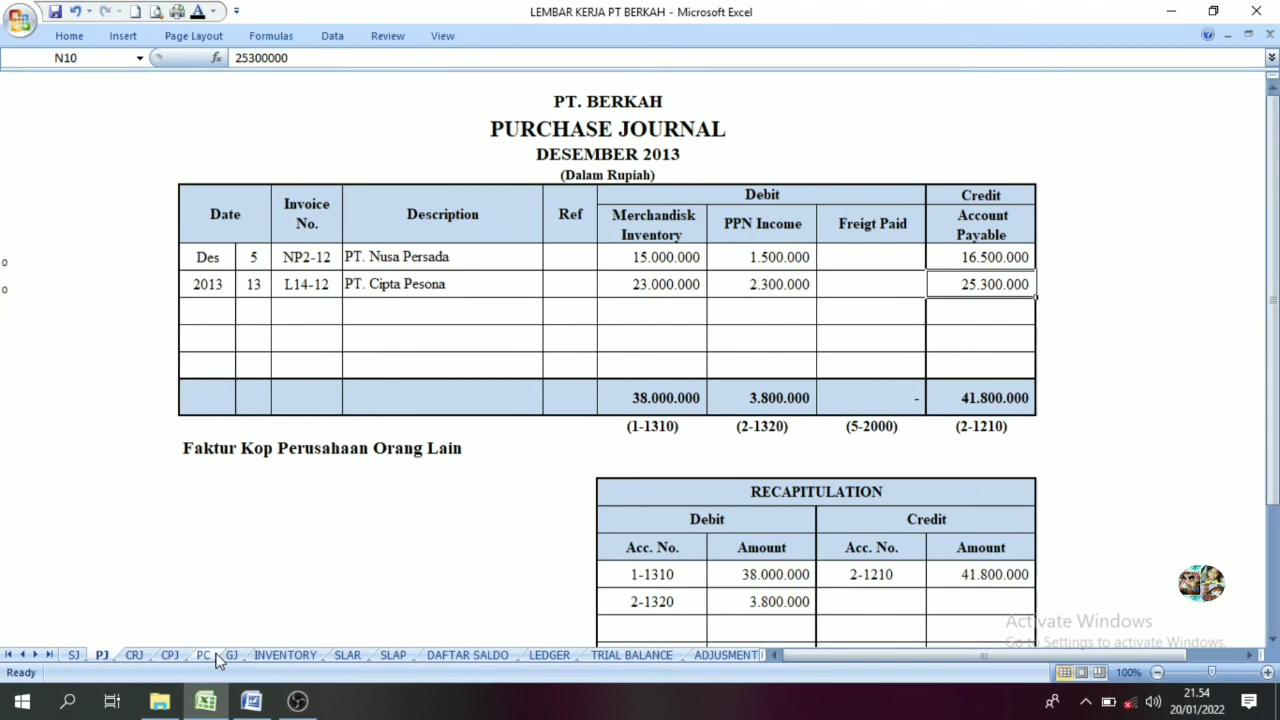 LEMBAR KERJA PT BERKAH - Microsoft Excel
Home Insert Page Layout Formulas Data Review View
N10 fx 25300000
PT. BERKAH
PURCHASE JOURNAL
DESEMBER 2013
(Dalam Rupiah)
Date Invoice No. Description Ref Debit Credit
Merchandisk Inventory PPN Income Freigt Paid Account Payable
Des 5 NP2-12 PT. Nusa Persada 15.000.000 1.500.000 16.500.000
2013 13 L14-12 PT. Cipta Pesona 23.000.000 2.300.000 25.300.000
38.000.000 3.800.000 - 41.800.000
(1-1310) (2-1320) (5-2000) (2-1210)
Faktur Kop Perusahaan Orang Lain
RECAPITULATION
Debit Credit
Acc. No. Amount Acc. No. Amount
1-1310 38.000.000 2-1210 41.800.000
2-1320 3.800.000
Activate Windows
Go to Settings to activate Windows.
SJ PJ CRJ CPJ PC GJ INVENTORY SLAR SLAP DAFTAR SALDO LEDGER TRIAL BALANCE ADJUSMENT
Ready 100%
21.54
20/01/2022